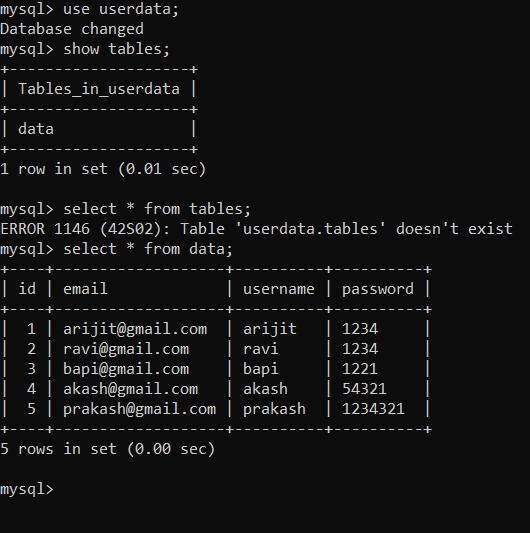 mysql> use userdata;
Database changed
mysql> show tables;
+--------------------+
| Tables_in_userdata |
+--------------------+
| data               |
+--------------------+
1 row in set (0.01 sec)

mysql> select * from tables;
ERROR 1146 (42S02): Table 'userdata.tables' doesn't exist
mysql> select * from data;
+----+-------------------+----------+----------+
| id | email             | username | password |
+----+-------------------+----------+----------+
|  1 | arijit@gmail.com  | arijit   | 1234     |
|  2 | ravi@gmail.com    | ravi     | 1234     |
|  3 | bapi@gmail.com    | bapi     | 1221     |
|  4 | akash@gmail.com   | akash    | 54321    |
|  5 | prakash@gmail.com | prakash  | 1234321  |
+----+-------------------+----------+----------+
5 rows in set (0.00 sec)

mysql>